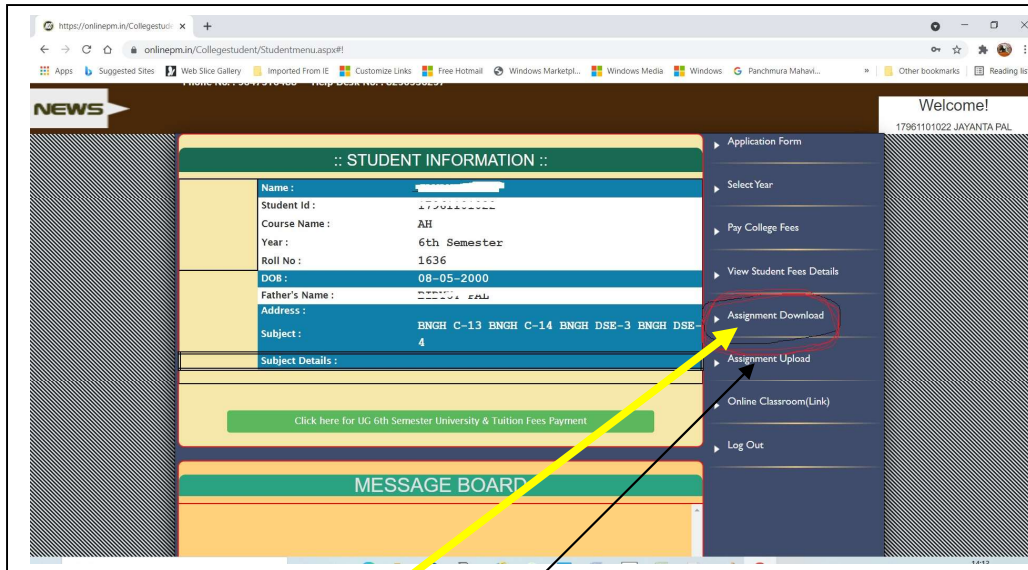 https://onlinepm.in/Collegestud
onlinepm.in/Collegestudent/Studentmenu.aspx#!
Apps Suggested Sites Web Slice Gallery Imported From IE Customize Links Free Hotmail Windows Marketpl... Windows Media Windows Panchmura Mahavi... » Other bookmarks Reading lis
NEWS
Welcome!
17961101022 JAYANTA PAL
:: STUDENT INFORMATION ::
Name :
Student Id :
Course Name : AH
Year : 6th Semester
Roll No : 1636
DOB : 08-05-2000
Father's Name :
Address :
Subject : BNGH C-13 BNGH C-14 BNGH DSE-3 BNGH DSE-
4
Subject Details :
Click here for UG 6th Semester University & Tuition Fees Payment
MESSAGE BOARD
Application Form
Select Year
Pay College Fees
View Student Fees Details
Assignment Download
Assignment Upload
Online Classroom(Link)
Log Out